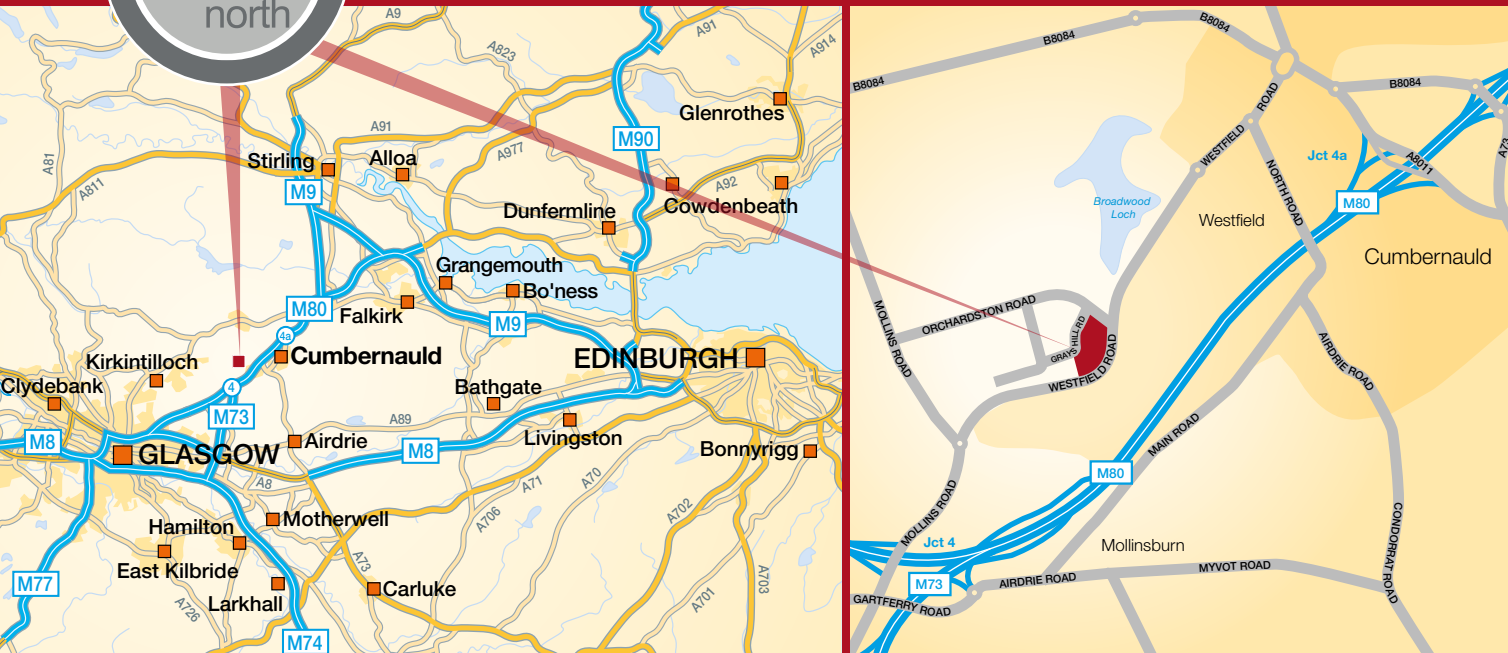 north
A9
A91
A914
A823
Glenrothes
M90
A91
A977
Stirling
Alloa
A81
A811
M9
A92
Cowdenbeath
Dunfermline
Grangemouth
Bo'ness
M80
Falkirk
M9
4a
Cumbernauld
EDINBURGH
Kirkintilloch
Clydebank
4
Bathgate
M73
A89
M8
Airdrie
M8
Livingston
GLASGOW
Bonnyrigg
A8
A71
A70
A706
A702
Motherwell
Hamilton
East Kilbride
A73
M77
Larkhall
Carluke
A726
A701
A703
M74
B8084
B8084
B8084
B8084
WESTFIELD ROAD
Jct 4a
A8011
A73
NORTH ROAD
M80
Broadwood
Loch
Westfield
Cumbernauld
MOLLINS ROAD
ORCHARDSTON ROAD
GRAYS HILL RD
WESTFIELD ROAD
AIRDRIE ROAD
MAIN ROAD
M80
MOLLINS ROAD
Jct 4
Mollinsburn
CONDORRAT ROAD
M73
AIRDRIE ROAD
MYVOT ROAD
GARTFERRY ROAD